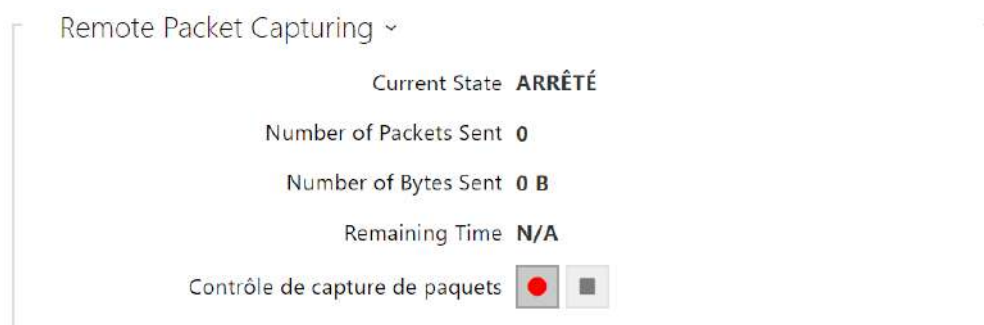 Remote Packet Capturing
Current State ARRÊTÉ
Number of Packets Sent 0
Number of Bytes Sent 0 B
Remaining Time N/A
Contrôle de capture de paquets